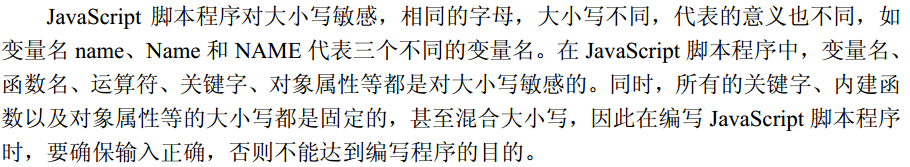 JavaScript 脚本程序对大小写敏感，相同的字母，大小写不同，代表的意义也不同，如
变量名 name、Name 和 NAME 代表三个不同的变量名。在 JavaScript 脚本程序中，变量名、
函数名、运算符、关键字、对象属性等都是对大小写敏感的。同时，所有的关键字、内建函
数以及对象属性等的大小写都是固定的，甚至混合大小写，因此在编写 JavaScript 脚本程序
时，要确保输入正确，否则不能达到编写程序的目的。